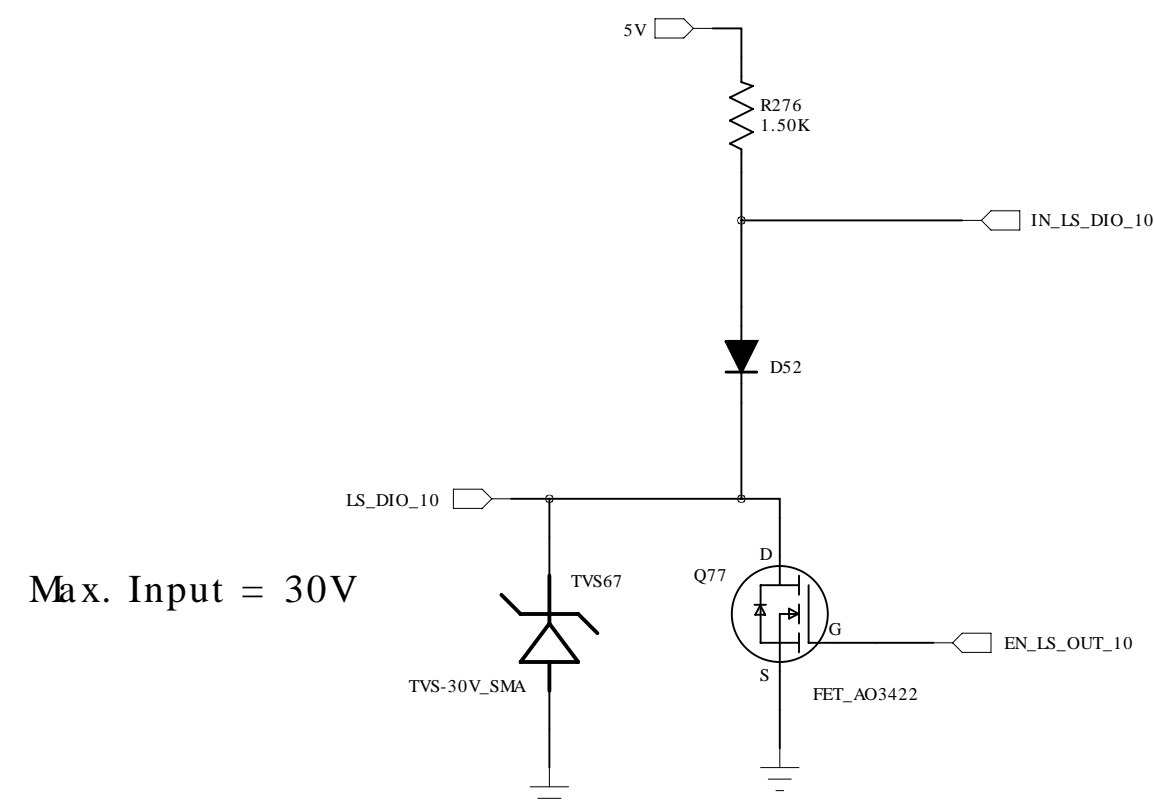 5V
R276
1.50K
IN_LS_DIO_10
D52
LS_DIO_10
D
Q77
TVS67
Max. Input = 30V
G
EN_LS_OUT_10
S
TVS-30V_SMA
FET_AO3422